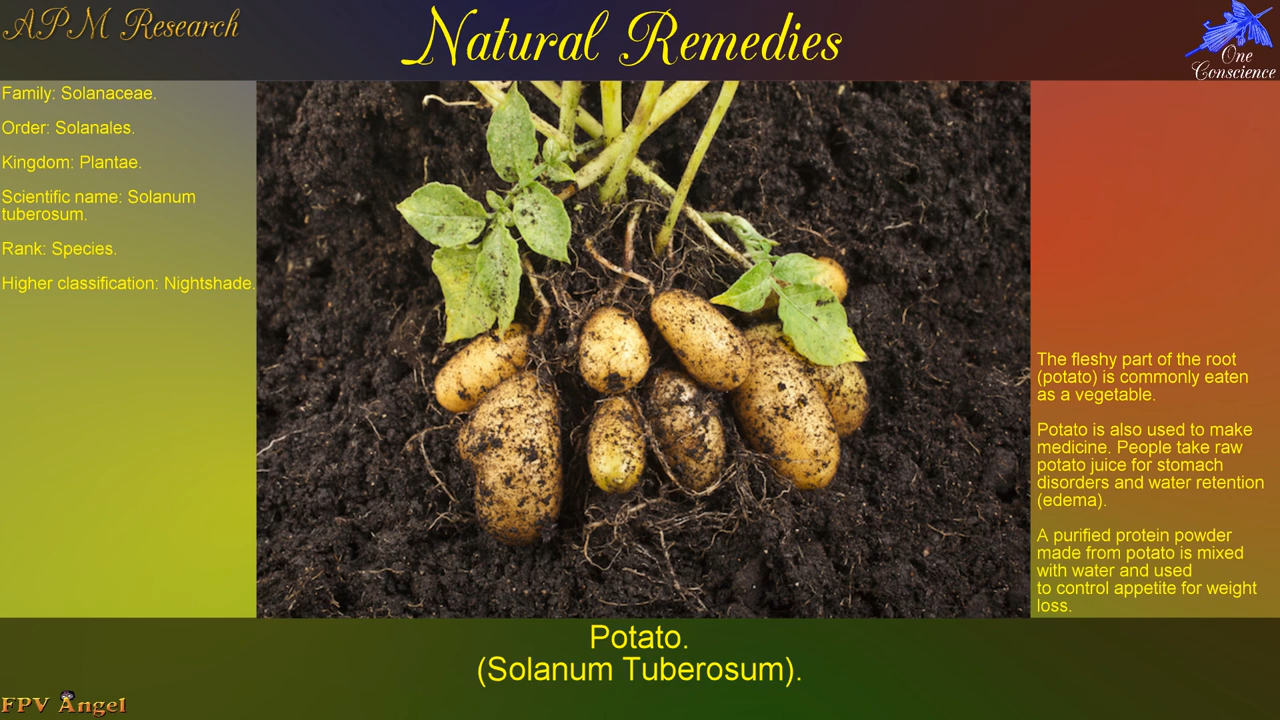 APM Research
Natural Remedies
One
Conscience
Family: Solanaceae.
Order: Solanales.
Kingdom: Plantae.
Scientific name: Solanum
tuberosum.
Rank: Species.
Higher classification: Nightshade.
The fleshy part of the root
(potato) is commonly eaten
as a vegetable.
Potato is also used to make
medicine. People take raw
potato juice for stomach
disorders and water retention
(edema).
A purified protein powder
made from potato is mixed
with water and used
to control appetite for weight
loss.
Potato.
(Solanum Tuberosum).
FPV Angel